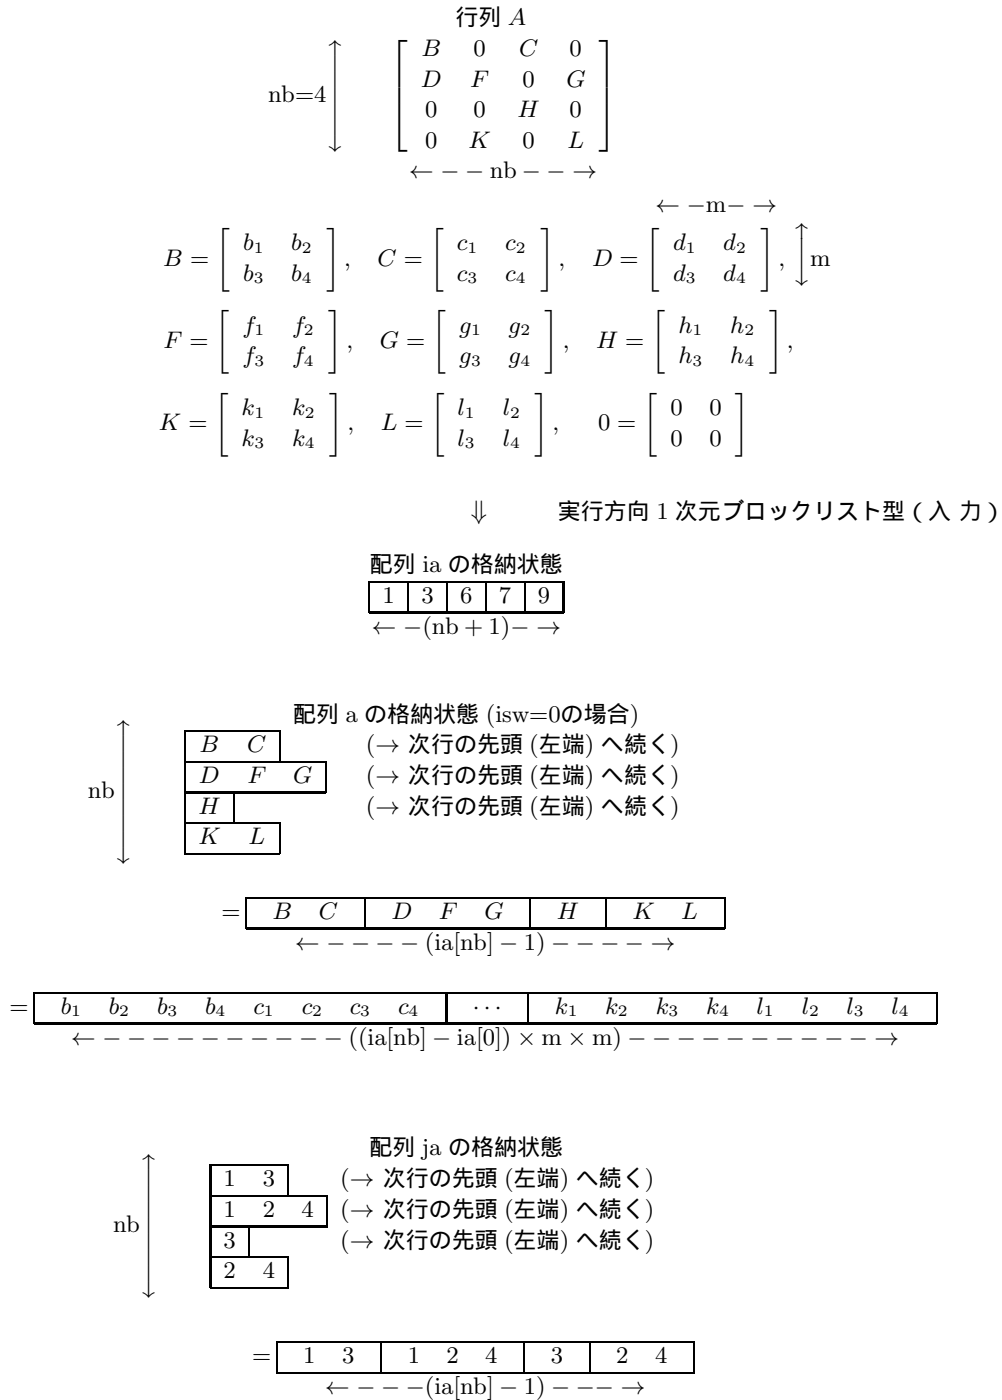 行列 A
nb=4
B 0 C 0
D F 0 G
0 0 H 0
0 K 0 L
← − − − nb − − − →
← − m − →
B = [ b₁ b₂ b₃ b₄ ], C = [ c₁ c₂ c₃ c₄ ], D = [ d₁ d₂ d₃ d₄ ], m
F = [ f₁ f₂ f₃ f₄ ], G = [ g₁ g₂ g₃ g₄ ], H = [ h₁ h₂ h₃ h₄ ],
K = [ k₁ k₂ k₃ k₄ ], L = [ l₁ l₂ l₃ l₄ ], 0 = [ 0 0 0 0 ]
⇓ 実行方向 1 次元ブロックリスト型 ( 入 力 )
配列 ia の格納状態
1 3 6 7 9
← − (nb + 1) − →
配列 a の格納状態 (isw=0の場合)
nb
B C (→ 次行の先頭 (左端) へ続く)
D F G (→ 次行の先頭 (左端) へ続く)
H (→ 次行の先頭 (左端) へ続く)
K L
= B C D F G H K L
← − − − − − (ia[nb] − 1) − − − − − →
= b₁ b₂ b₃ b₄ c₁ c₂ c₃ c₄ ⋯ k₁ k₂ k₃ k₄ l₁ l₂ l₃ l₄
← − − − − − − − − − − − ((ia[nb] − ia[0]) × m × m) − − − − − − − − − − − →
配列 ja の格納状態
nb
1 3 (→ 次行の先頭 (左端) へ続く)
1 2 4 (→ 次行の先頭 (左端) へ続く)
3 (→ 次行の先頭 (左端) へ続く)
2 4
= 1 3 1 2 4 3 2 4
← − − − − (ia[nb] − 1) − − − − →